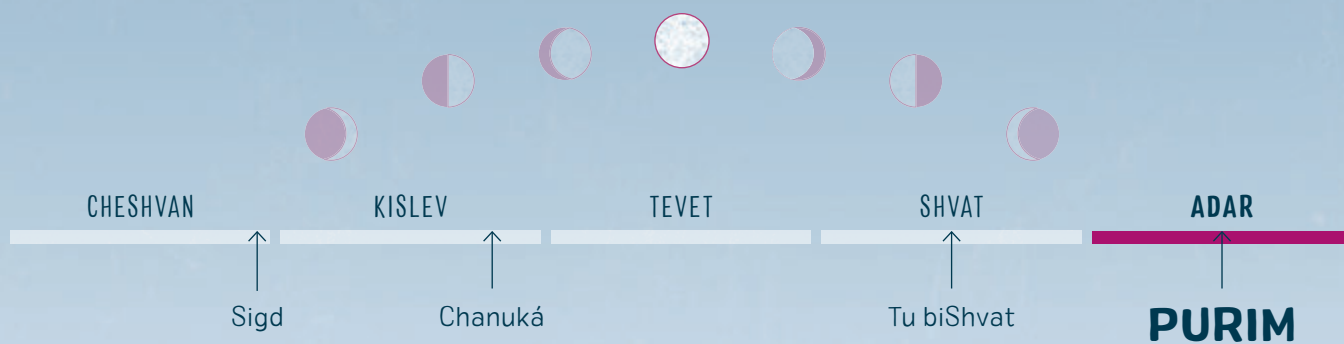 CHESHVAN KISLEV TEVET SHVAT ADAR
Sigd Chanuká Tu biShvat PURIM